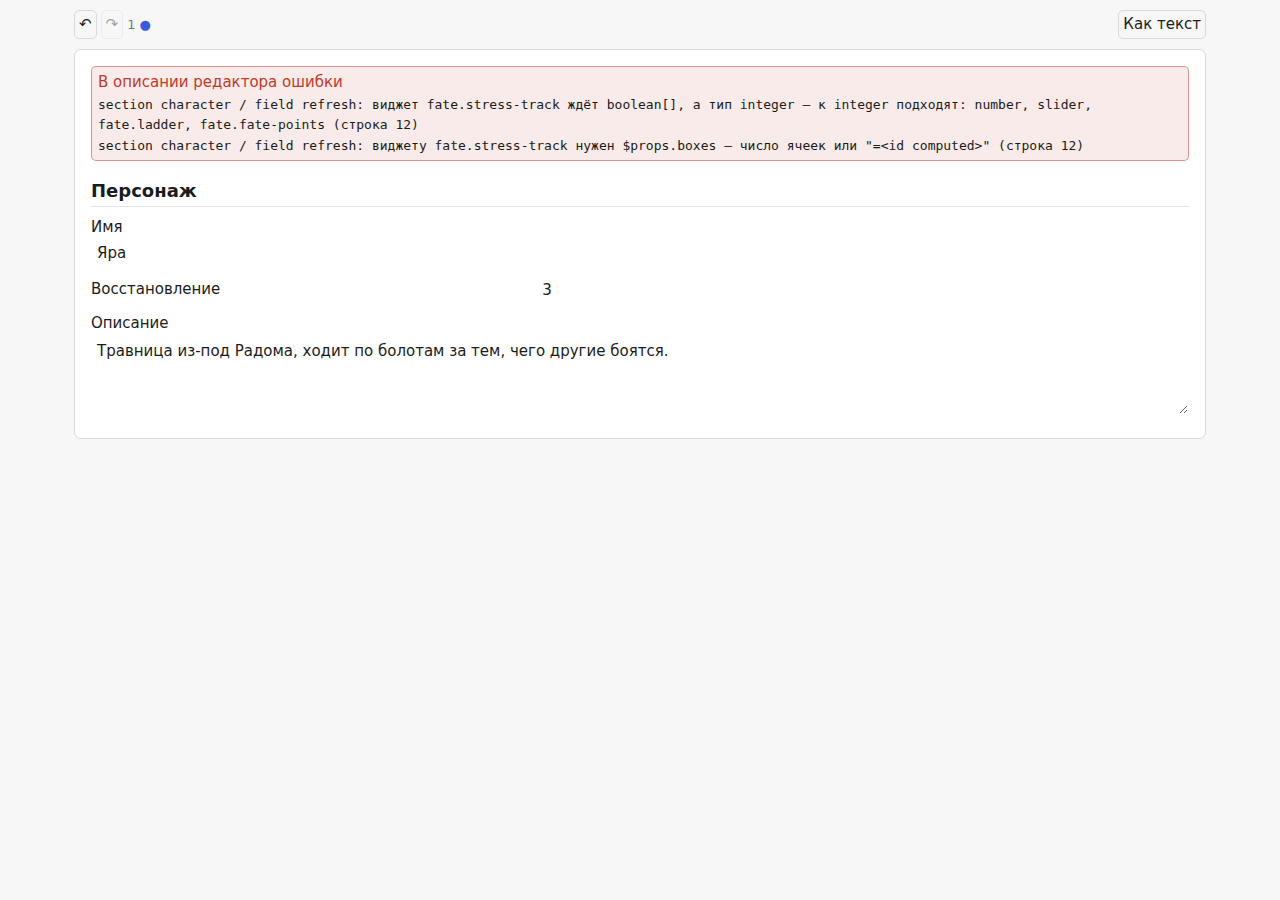 ↶ ↷ 1 ● Как текст
В описании редактора ошибки
section character / field refresh: виджет fate.stress-track ждёт boolean[], а тип integer — к integer подходят: number, slider,
fate.ladder, fate.fate-points (строка 12)
section character / field refresh: виджету fate.stress-track нужен $props.boxes — число ячеек или "=<id computed>" (строка 12)
Персонаж
Имя
Яра
Восстановление 3
Описание
Травница из-под Радома, ходит по болотам за тем, чего другие боятся.